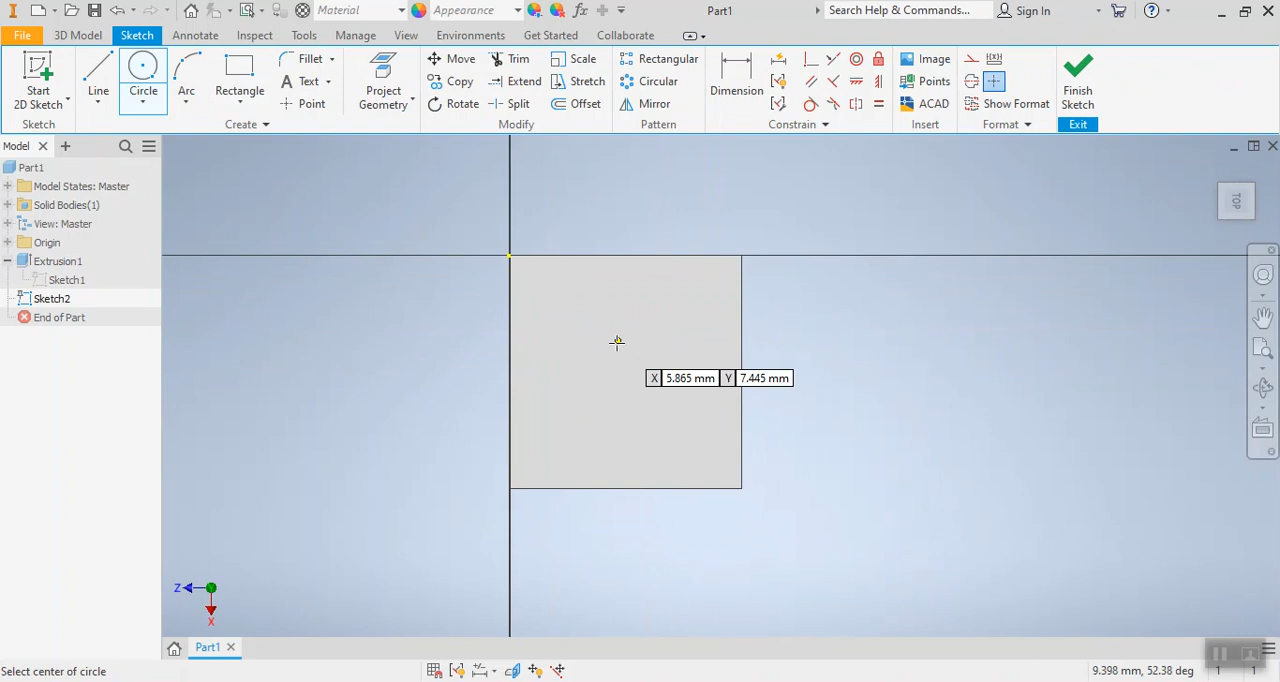 Material
Appearance
fx
Part1
Search Help & Commands...
Sign In
File
3D Model
Sketch
Annotate
Inspect
Tools
Manage
View
Environments
Get Started
Collaborate
Start
2D Sketch
Line
Circle
Arc
Rectangle
Fillet
Text
Point
Project
Geometry
Move
Copy
Rotate
Trim
Extend
Split
Scale
Stretch
Offset
Rectangular
Circular
Mirror
Dimension
Image
Points
ACAD
Show Format
Finish
Sketch
Sketch
Create
Modify
Pattern
Constrain
Insert
Format
Exit
Model
Part1
Model States: Master
Solid Bodies(1)
View: Master
Origin
Extrusion1
Sketch1
Sketch2
End of Part
TOP
X 5.865 mm Y 7.445 mm
Z
X
Part1
Select center of circle
9.398 mm, 52.38 deg 1 1